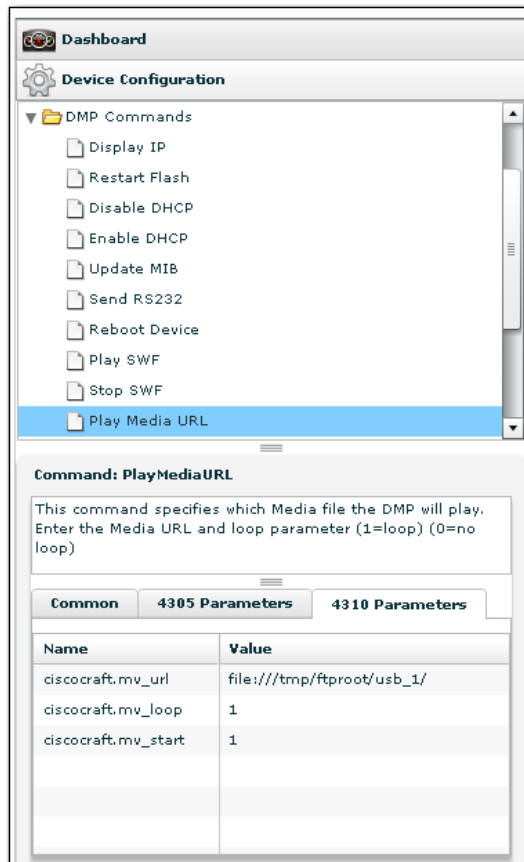 Dashboard
Device Configuration
DMP Commands
Display IP
Restart Flash
Disable DHCP
Enable DHCP
Update MIB
Send RS232
Reboot Device
Play SWF
Stop SWF
Play Media URL
Command: PlayMediaURL
This command specifies which Media file the DMP will play.
Enter the Media URL and loop parameter (1=loop) (0=no
loop)
Common 4305 Parameters 4310 Parameters
Name Value
ciscocraft.mv_url file:///tmp/ftproot/usb_1/
ciscocraft.mv_loop 1
ciscocraft.mv_start 1